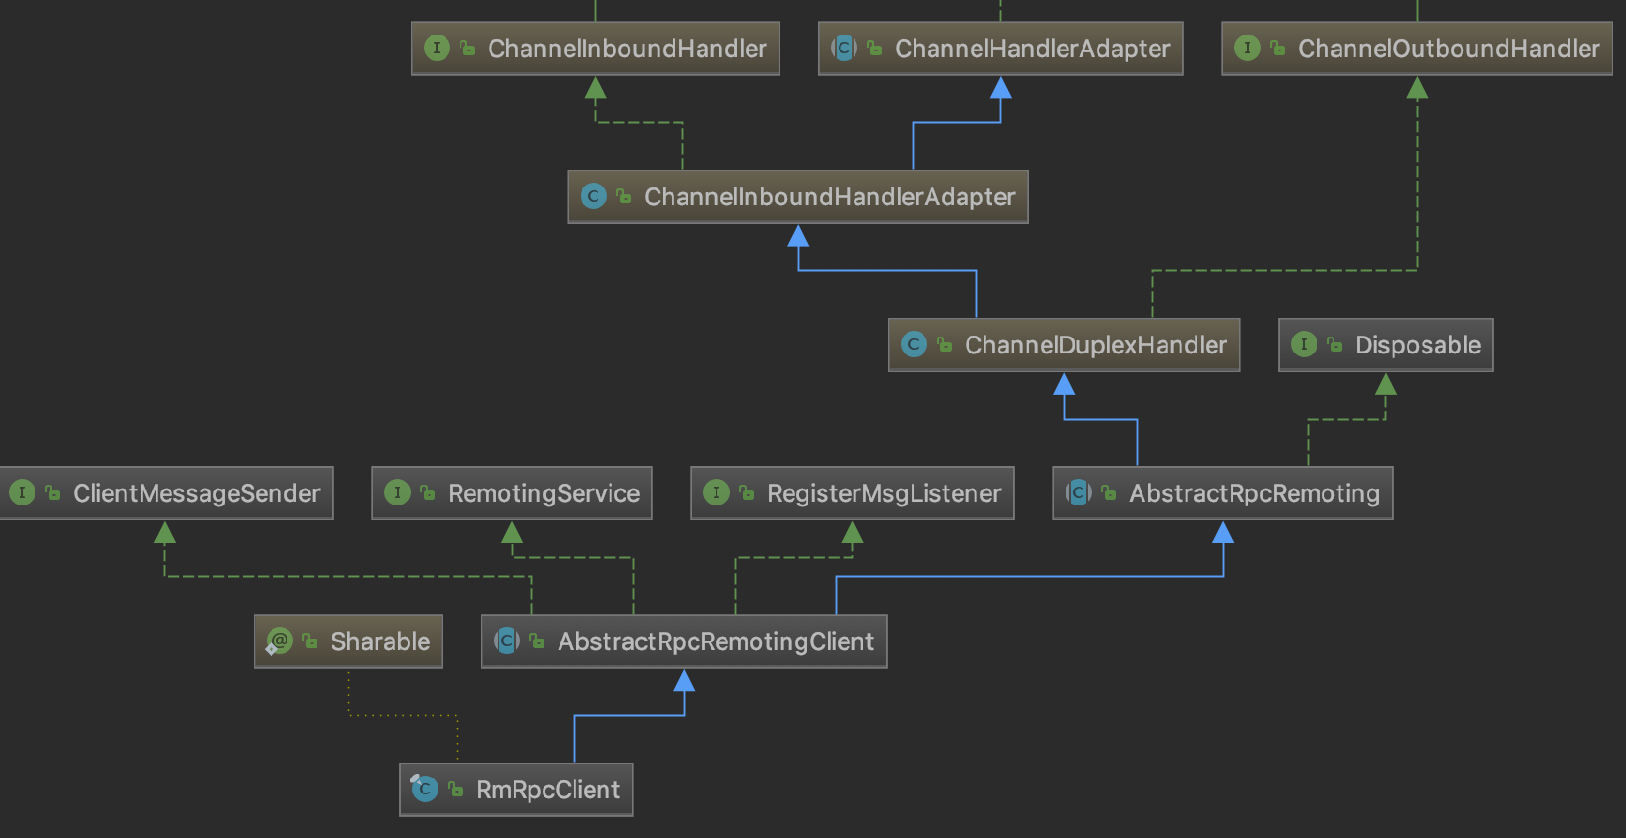 I ChannelInboundHandler
C ChannelHandlerAdapter
I ChannelOutboundHandler
C ChannelInboundHandlerAdapter
C ChannelDuplexHandler
I Disposable
I ClientMessageSender
I RemotingService
I RegisterMsgListener
C AbstractRpcRemoting
@ Sharable
C AbstractRpcRemotingClient
C RmRpcClient